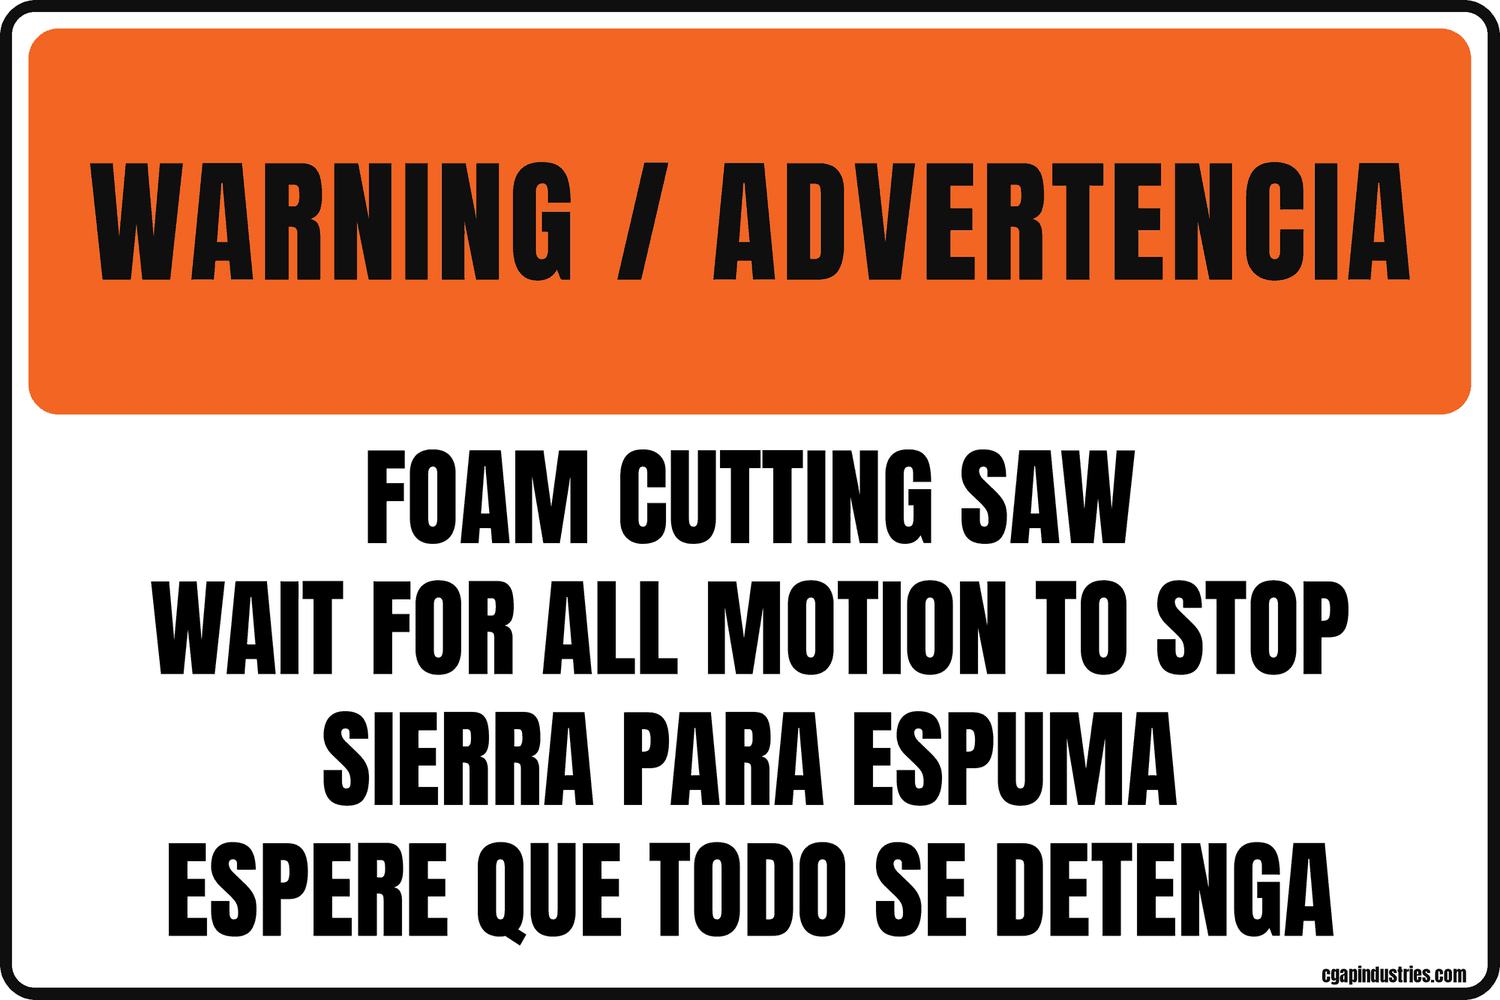 WARNING / ADVERTENCIA
FOAM CUTTING SAW
WAIT FOR ALL MOTION TO STOP
SIERRA PARA ESPUMA
ESPERE QUE TODO SE DETENGA
cgapindustries.com